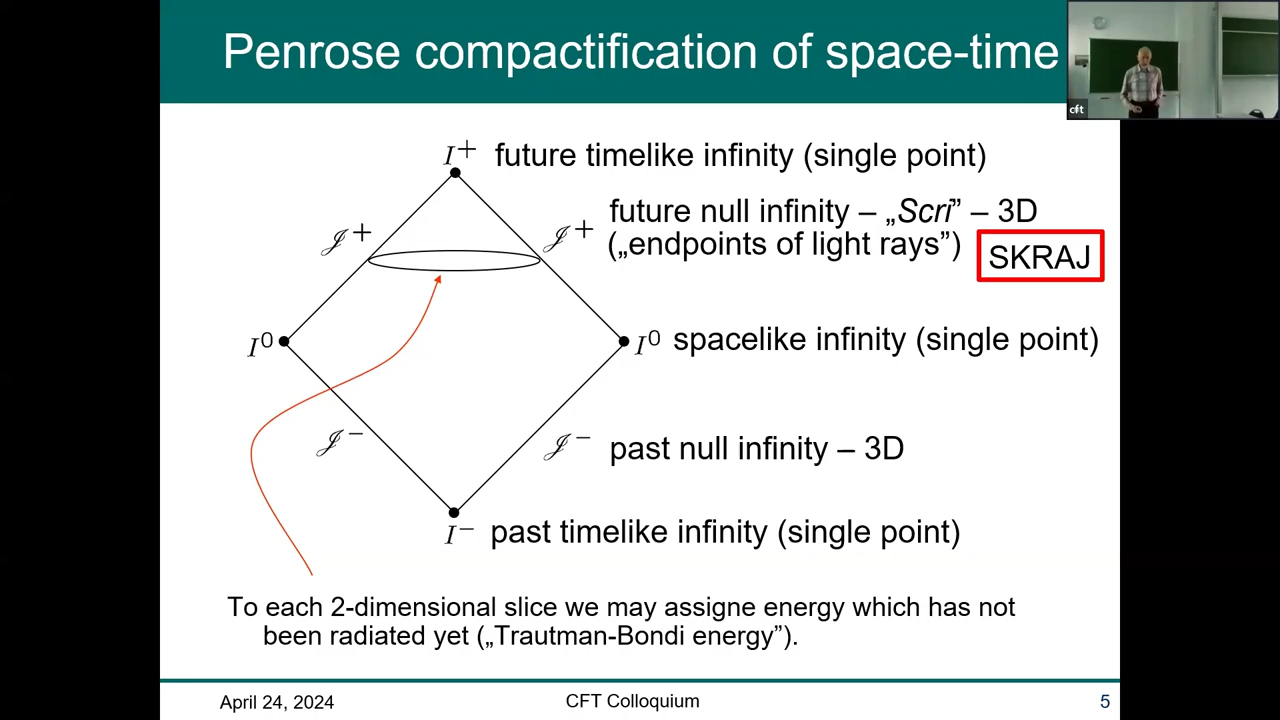 Penrose compactification of space-time
cft
I⁺ future timelike infinity (single point)
𝒥⁺ 𝒥⁺ future null infinity – „Scri” – 3D
(„endpoints of light rays”)
SKRAJ
I⁰ I⁰ spacelike infinity (single point)
𝒥⁻ 𝒥⁻ past null infinity – 3D
I⁻ past timelike infinity (single point)
To each 2-dimensional slice we may assigne energy which has not
been radiated yet („Trautman-Bondi energy”).
April 24, 2024 CFT Colloquium 5